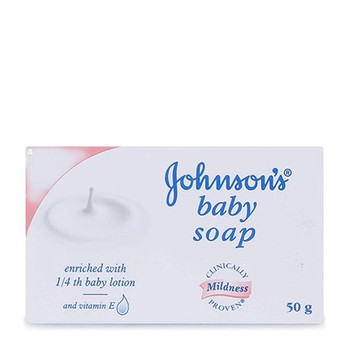 Johnson's®
baby
soap
enriched with
1/4 th baby lotion
and vitamin E
CLINICALLY
Mildness
PROVEN®
50 g